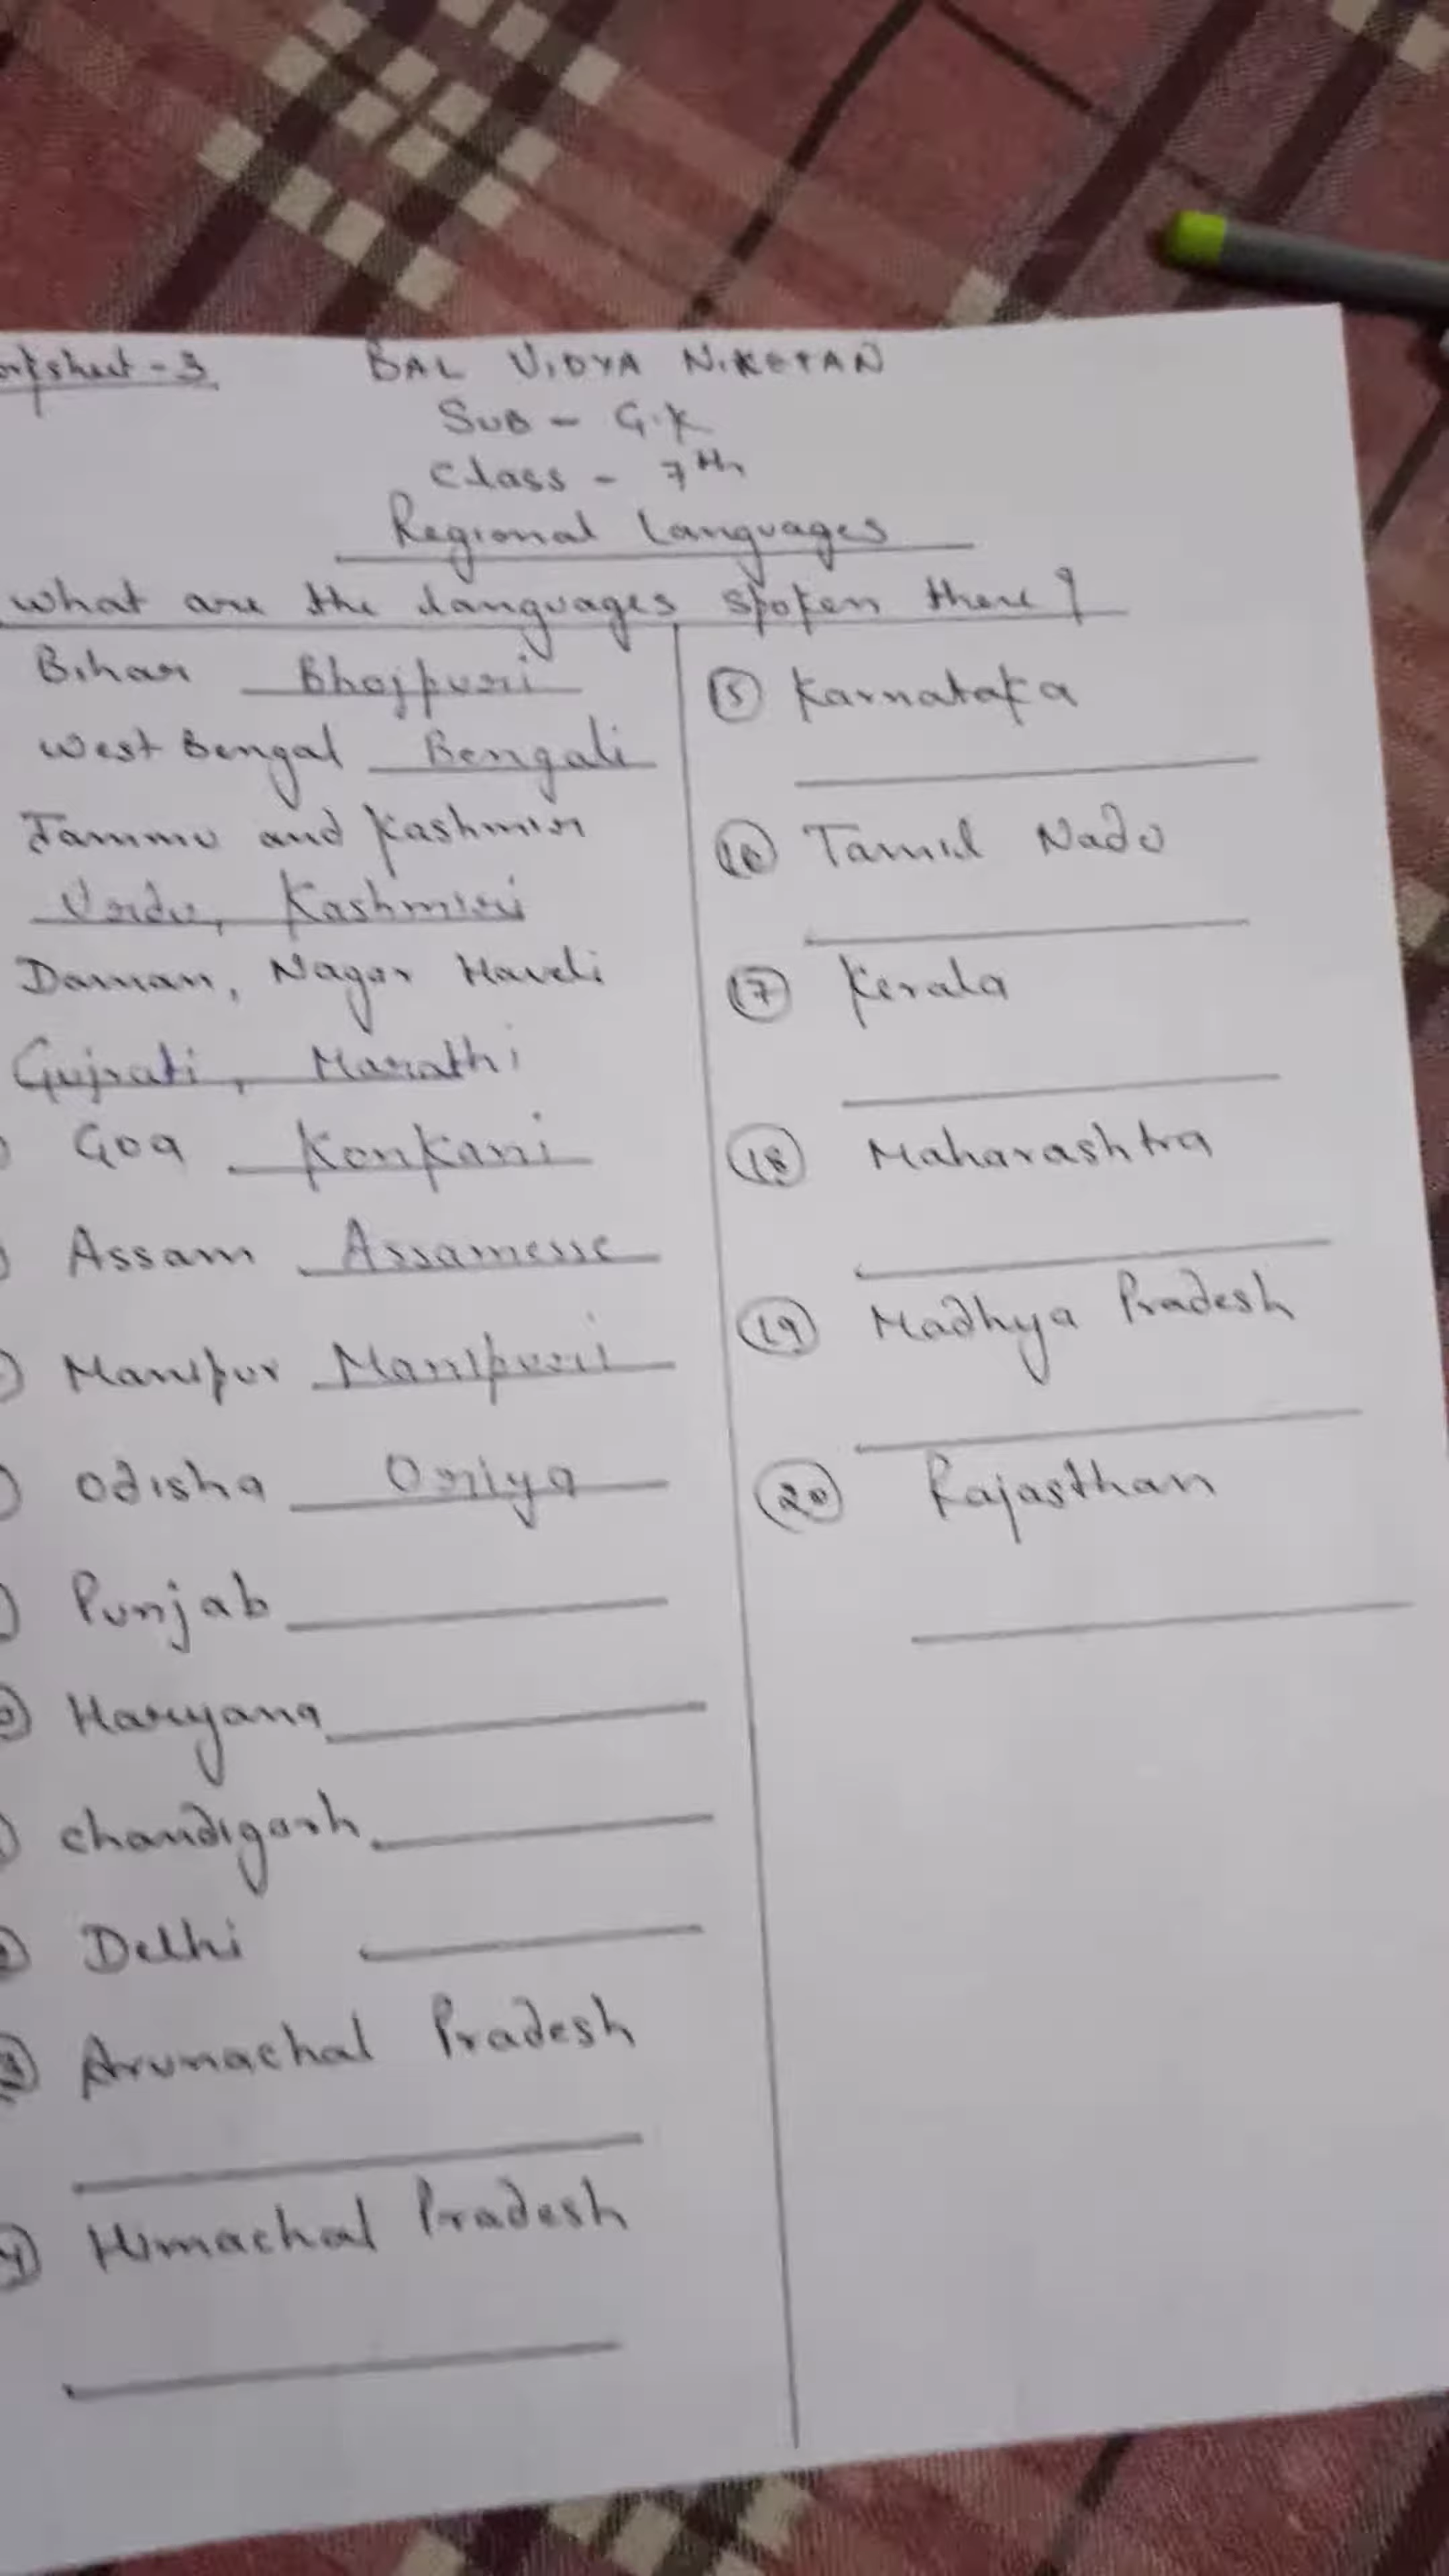 Worksheet - 3
BAL VIDYA NIKETAN
SUB - G.K
Class - 7th
Regional Languages
what are the languages spoken there?
Bihar Bhojpuri
West Bengal Bengali
Jammu and Kashmir
Urdu, Kashmiri
Daman, Nagar Haveli
Gujrati, Marathi
Goa Konkani
Assam Assamesse
Manipur Manipuri
Odisha Oriya
Punjab
Haryana
Chandigarh
Delhi
Arunachal Pradesh
Himachal Pradesh
15 Karnataka
16 Tamil Nadu
17 Kerala
18 Maharashtra
19 Madhya Pradesh
20 Rajasthan